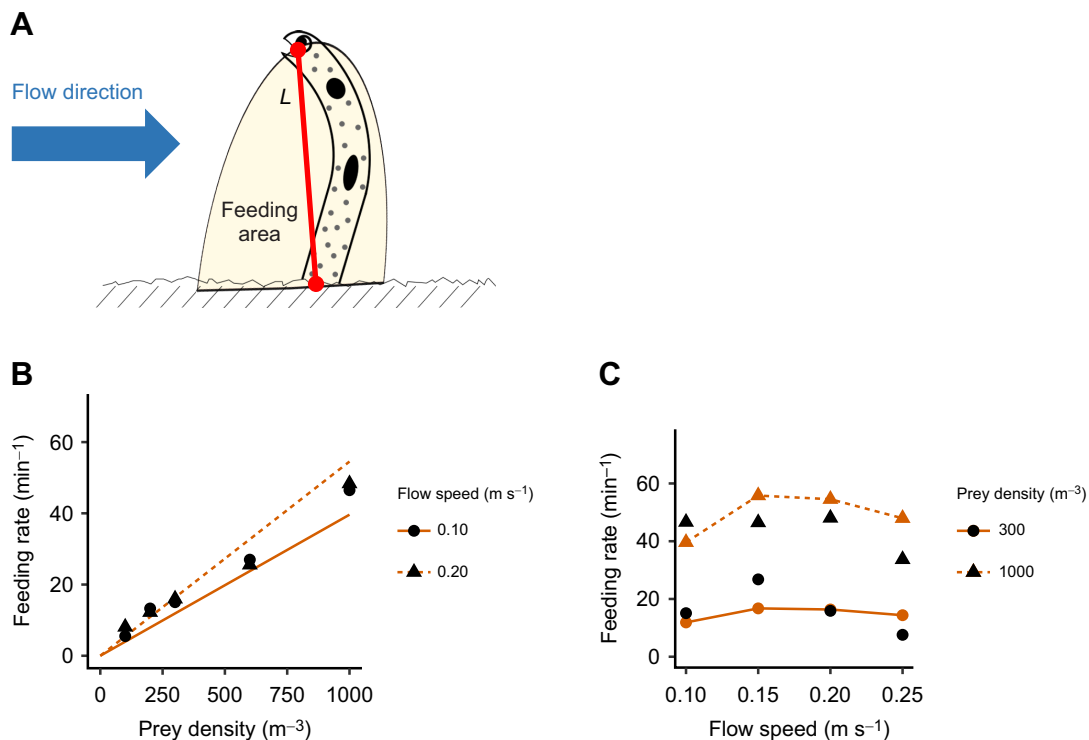 A
Flow direction
L
Feeding
area
B
Feeding rate (min⁻¹)
60
40
20
0
0 250 500 750 1000
Prey density (m⁻³)
Flow speed (m s⁻¹)
0.10
0.20
C
Feeding rate (min⁻¹)
60
40
20
0
0.10 0.15 0.20 0.25
Flow speed (m s⁻¹)
Prey density (m⁻³)
300
1000